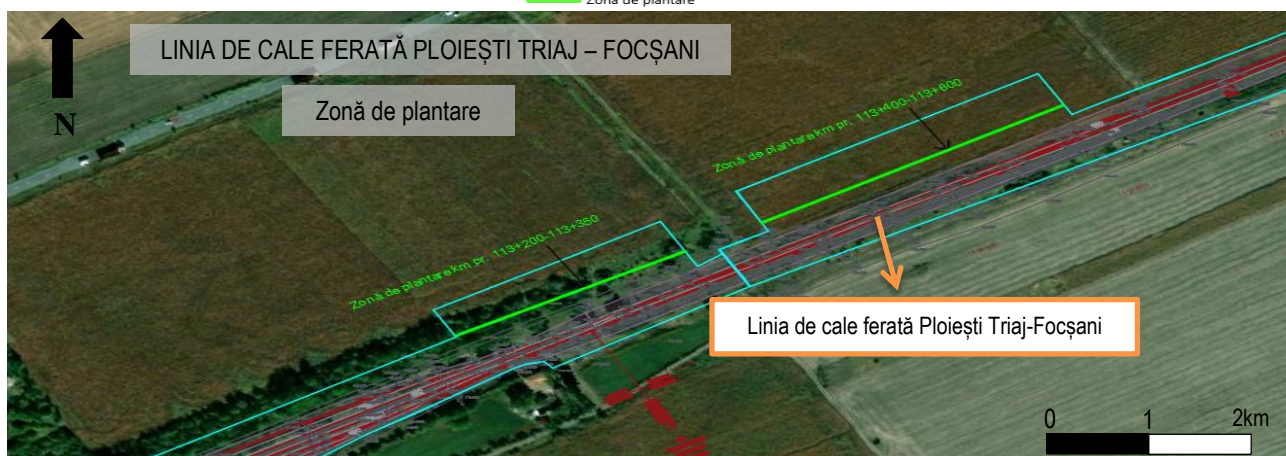 Zonă de plantare
LINIA DE CALE FERATĂ PLOIEȘTI TRIAJ – FOCȘANI
Zonă de plantare
N
Zonă de plantare km pr. 113+400-113+600
Zonă de plantare km pr. 113+200-113+350
Linia de cale ferată Ploiești Triaj-Focșani
0 1 2km